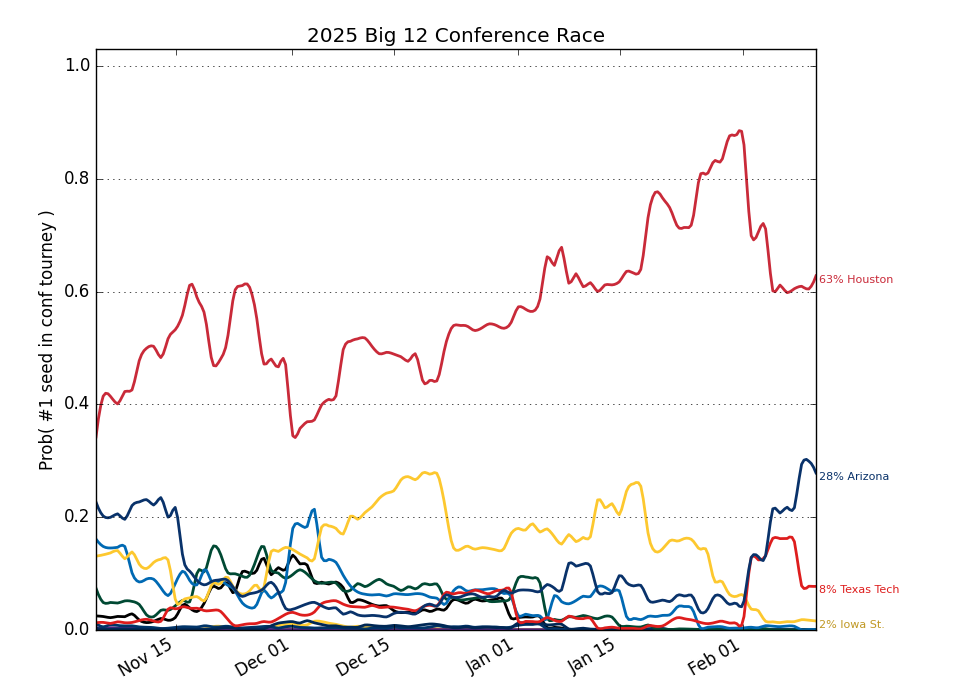 2025 Big 12 Conference Race
Prob( #1 seed in conf tourney )
1.0
0.8
0.6
0.4
0.2
0.0
63% Houston
28% Arizona
8% Texas Tech
2% Iowa St.
Nov 15
Dec 01
Dec 15
Jan 01
Jan 15
Feb 01